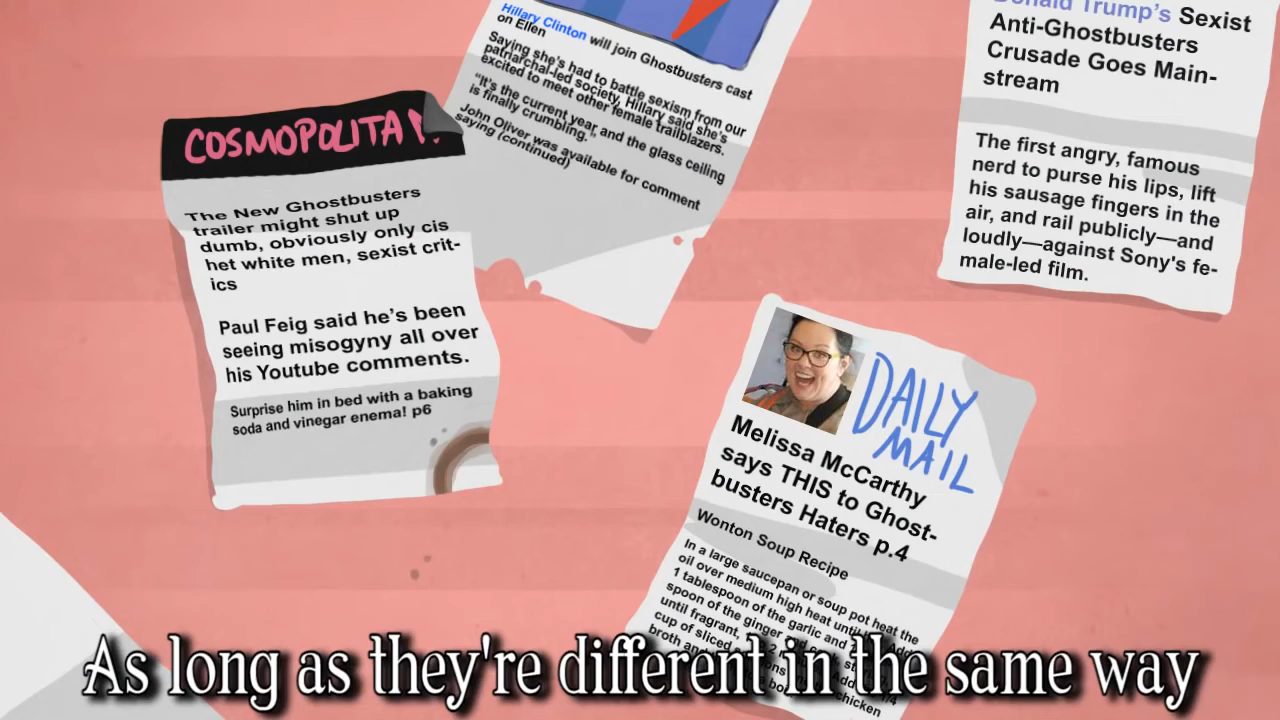 COSMOPOLITA
The New Ghostbusters
trailer might shut up
dumb, obviously only cis
het white men, sexist crit-
ics
Paul Feig said he's been
seeing misogyny all over
his Youtube comments.
Surprise him in bed with a baking
soda and vinegar enema! p6
Hillary Clinton will join Ghostbusters cast
on Ellen
Saying she's had to battle sexism from our
patriarchal-led society, Hillary said she's
excited to meet other female trailblazers.
"It's the current year, and the glass ceiling
is finally crumbling."
John Oliver was available for comment
saying (continued)
Donald Trump's Sexist
Anti-Ghostbusters
Crusade Goes Main-
stream
The first angry, famous
nerd to purse his lips, lift
his sausage fingers in the
air, and rail publicly—and
loudly—against Sony's fe-
male-led film.
DAILY
MAIL
Melissa McCarthy
says THIS to Ghost-
busters Haters p.4
Wonton Soup Recipe
In a large saucepan or soup pot heat the
oil over medium high heat until
1 tablespoon of the garlic and
spoon of the ginger and
until fragrant,
cup of sliced
broth and
chicken
As long as they're different in the same way